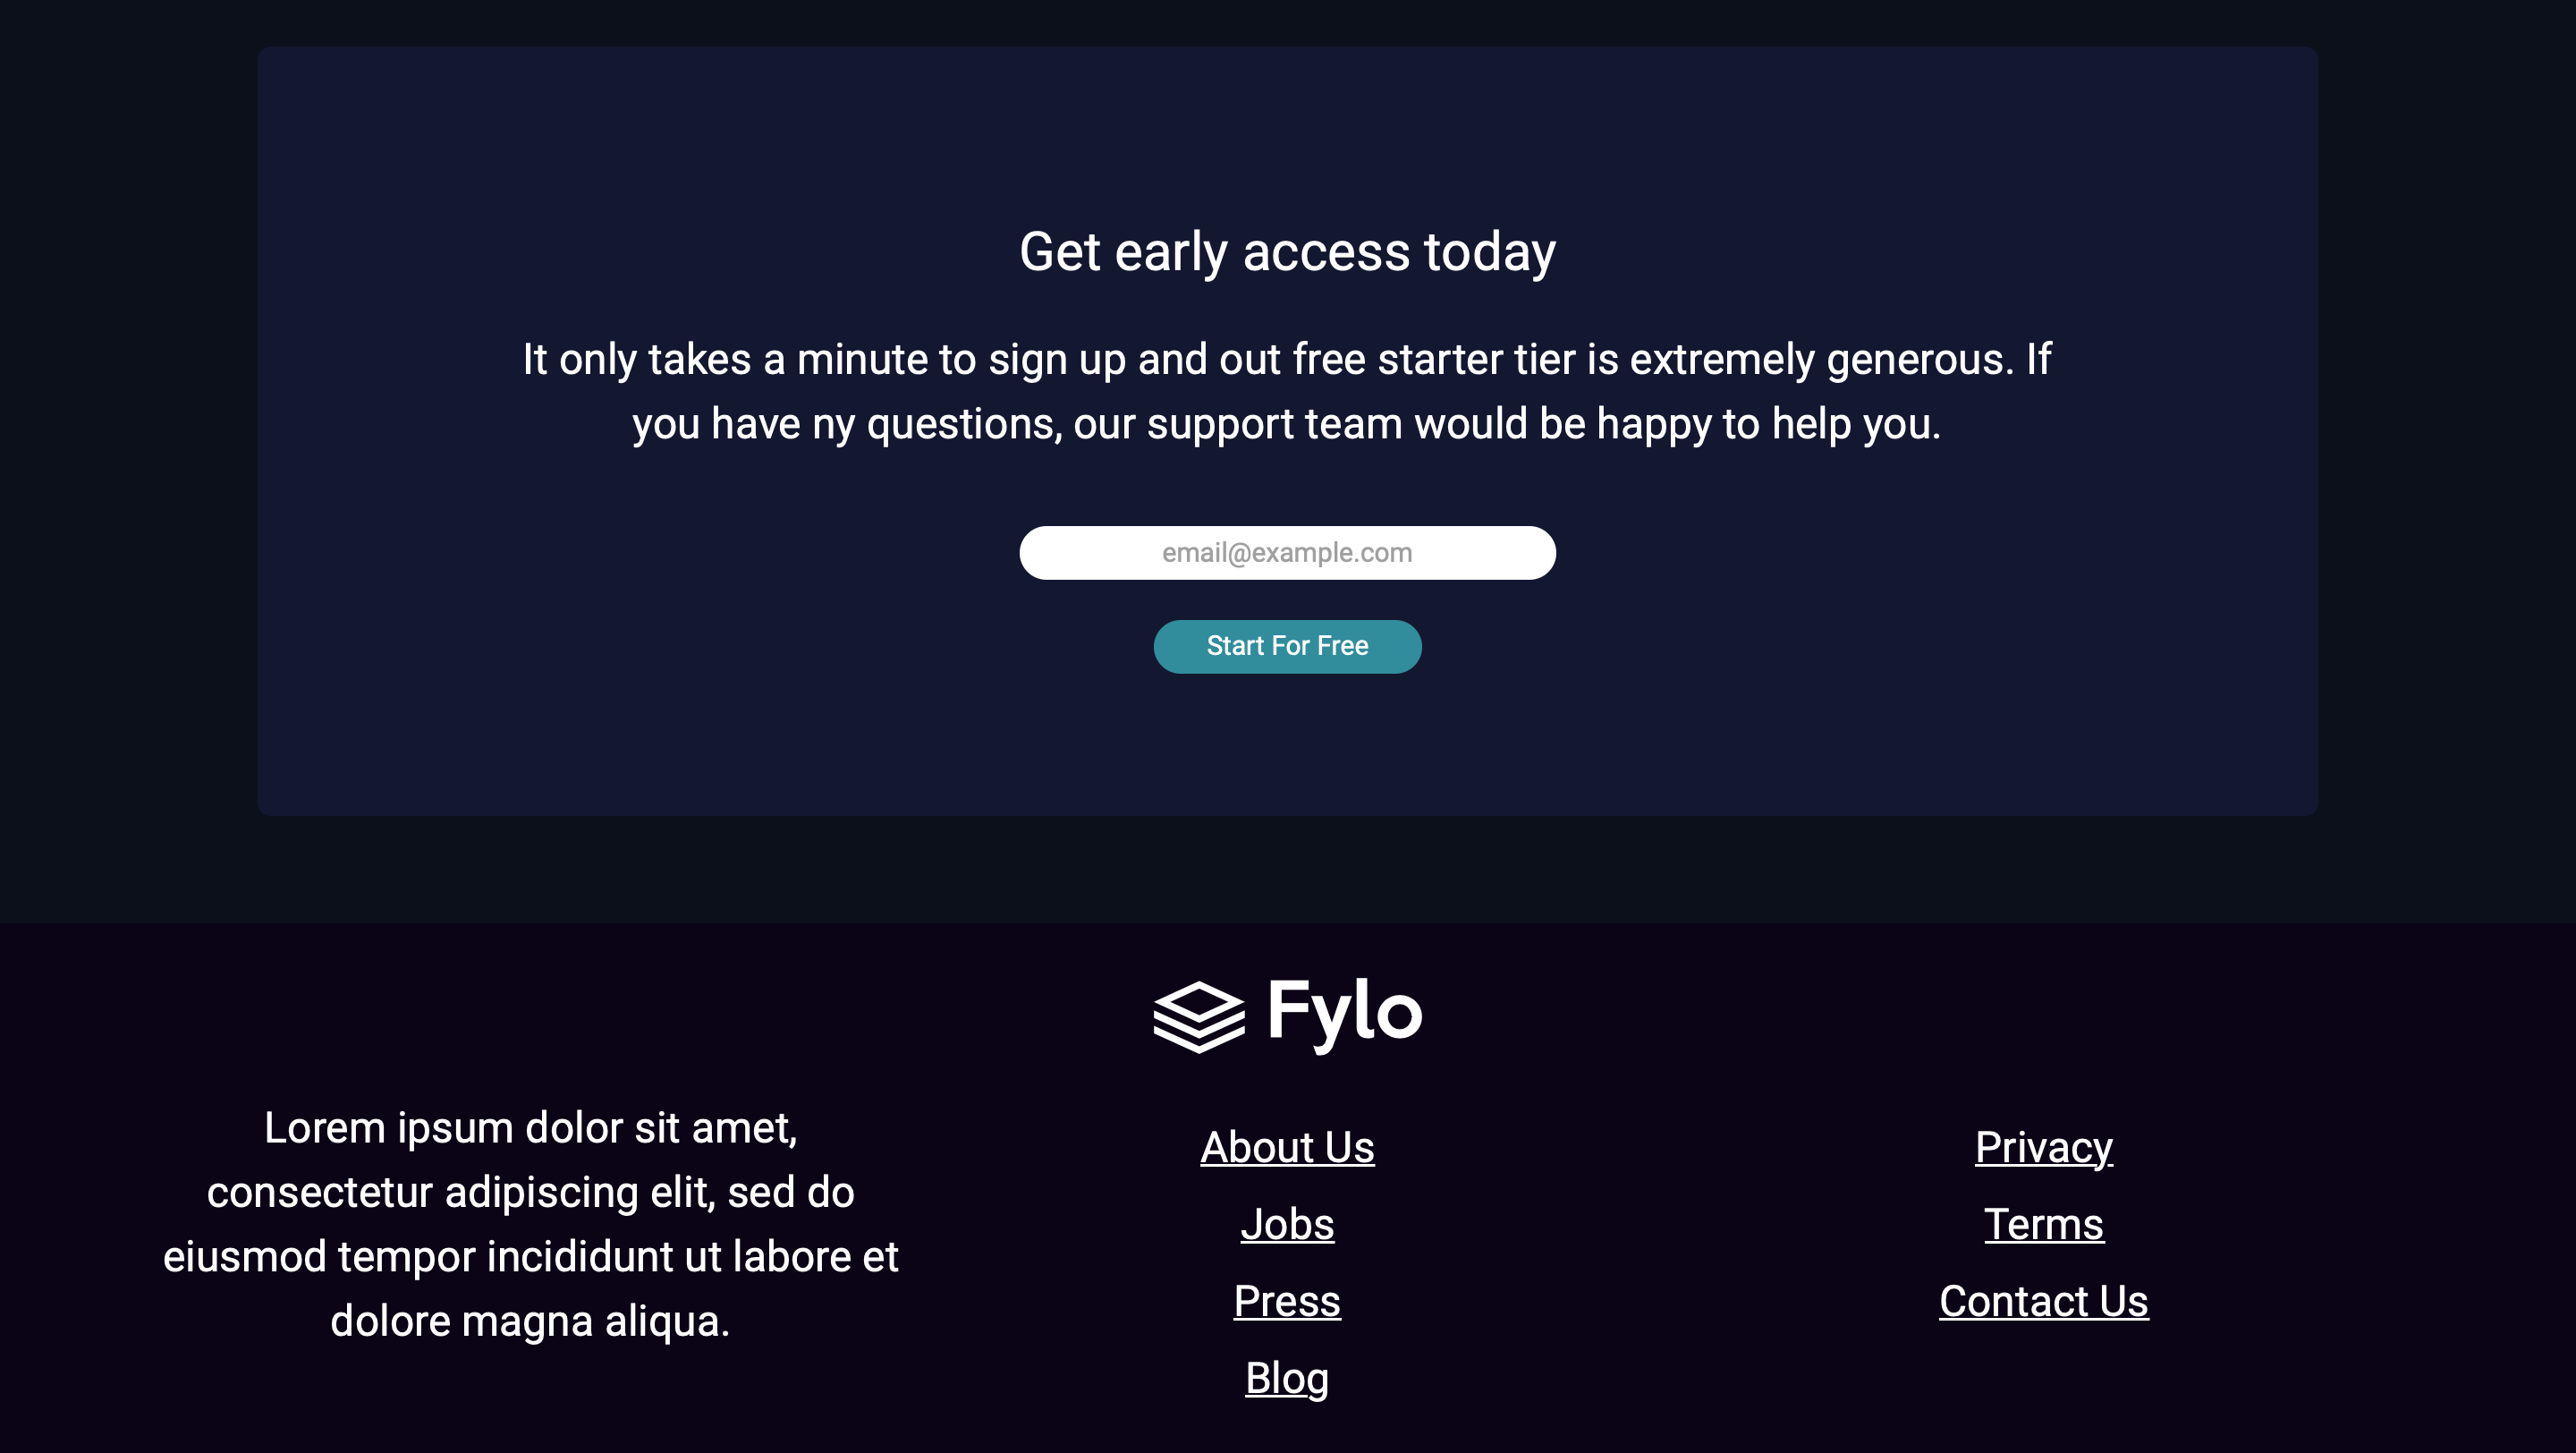 Get early access today
It only takes a minute to sign up and out free starter tier is extremely generous. If
you have ny questions, our support team would be happy to help you.
email@example.com
Start For Free
Fylo
Lorem ipsum dolor sit amet,
consectetur adipiscing elit, sed do
eiusmod tempor incididunt ut labore et
dolore magna aliqua.
About Us
Jobs
Press
Blog
Privacy
Terms
Contact Us